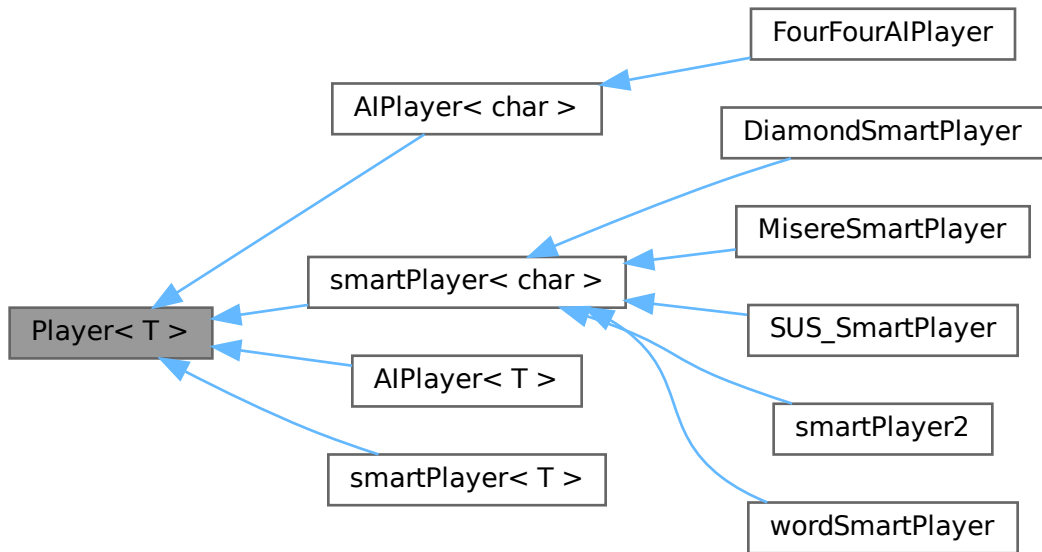 FourFourAIPlayer
AIPlayer< char >
DiamondSmartPlayer
MisereSmartPlayer
smartPlayer< char >
Player< T >
SUS_SmartPlayer
AIPlayer< T >
smartPlayer2
smartPlayer< T >
wordSmartPlayer